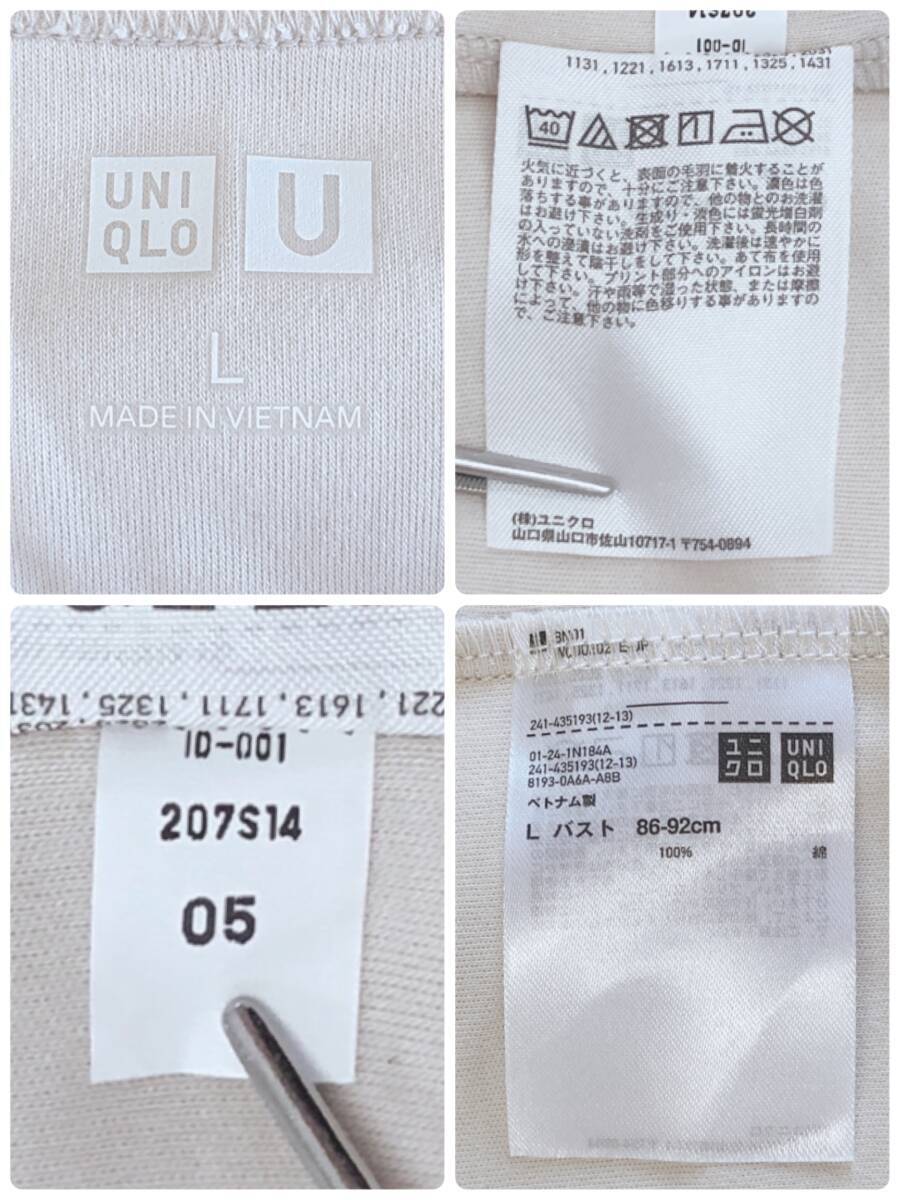 UNI
QLO
U
L
MADE IN VIETNAM
207S14
ID-001
1131 , 1221 , 1613 , 1711 , 1325 , 1431
40
火気に近づくと、表面の毛羽に着火することが
ありますので、十分にご注意下さい。濃色は色
落ちする事がありますので、他の物とのお洗濯
はお避け下さい。生成り・淡色には蛍光増白剤
の入っていない洗剤をご使用下さい。長時間の
水への浸漬はお避け下さい。洗濯後は速やかに
形を整えて陰干しをして下さい。あて布を使用
して下さい。プリント部分へのアイロンはお避
け下さい。汗や雨等で湿った状態、または摩擦
によって、他の物に色移りする事がありますの
で、ご注意下さい。
(株)ユニクロ
山口県山口市佐山10717-1 〒754-0894
221 , 1613 , 1711 , 1325 , 1431
ID-001
207S14
05
241-435193(12-13)
01-24-1N184A
241-435193(12-13)
8193-0A6A-A8B
ユニ
クロ
UNI
QLO
ベトナム製
L バスト 86-92cm
100% 綿